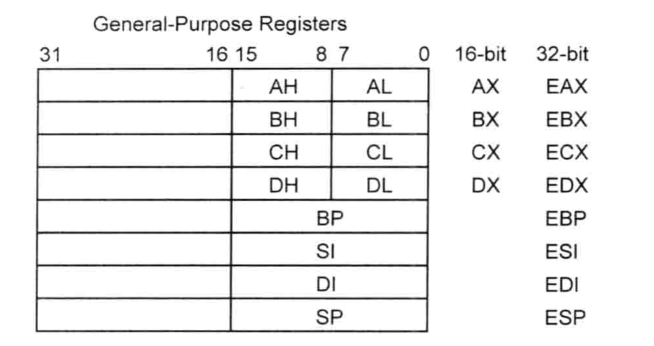 General-Purpose Registers
31 16 15 8 7 0 16-bit 32-bit
AH AL AX EAX
BH BL BX EBX
CH CL CX ECX
DH DL DX EDX
BP EBP
SI ESI
DI EDI
SP ESP